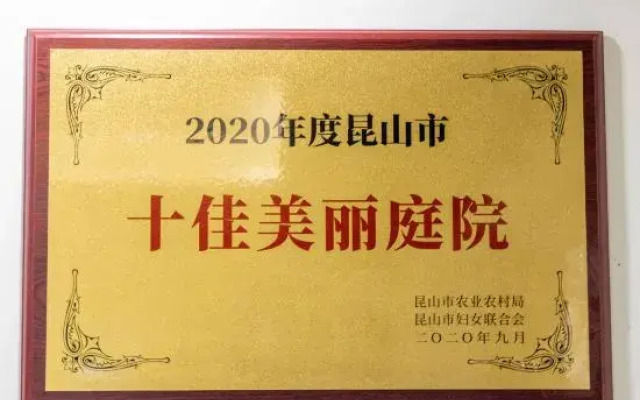 2020年度昆山市
十佳美丽庭院
昆山市农业农村局
昆山市妇女联合会
二〇二〇年九月